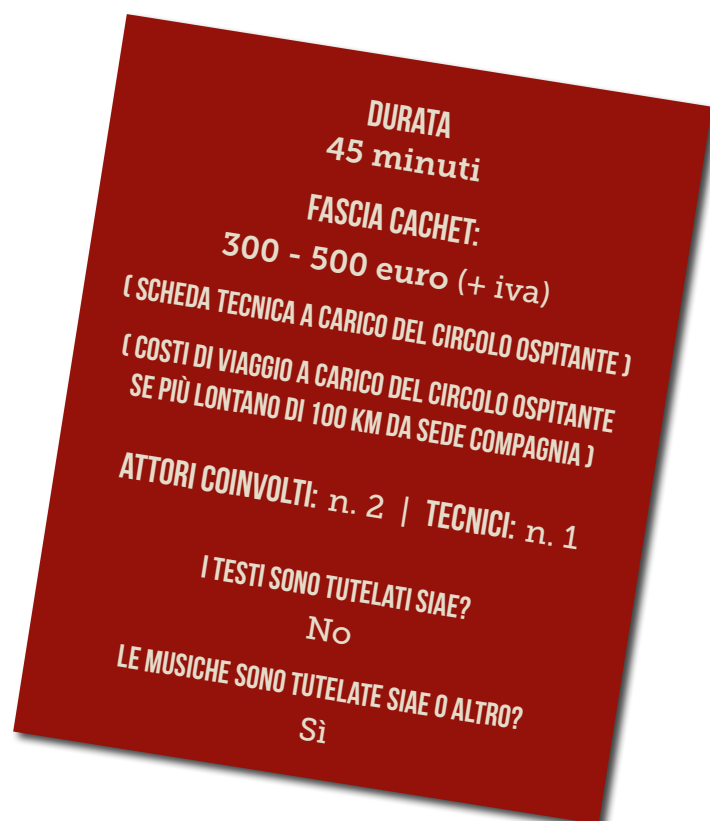 DURATA
45 minuti
FASCIA CACHET:
300 - 500 euro (+ iva)
( SCHEDA TECNICA A CARICO DEL CIRCOLO OSPITANTE )
( COSTI DI VIAGGIO A CARICO DEL CIRCOLO OSPITANTE
SE PIÙ LONTANO DI 100 KM DA SEDE COMPAGNIA )
ATTORI COINVOLTI: n. 2 | TECNICI: n. 1
I TESTI SONO TUTELATI SIAE?
No
LE MUSICHE SONO TUTELATE SIAE O ALTRO?
Sì